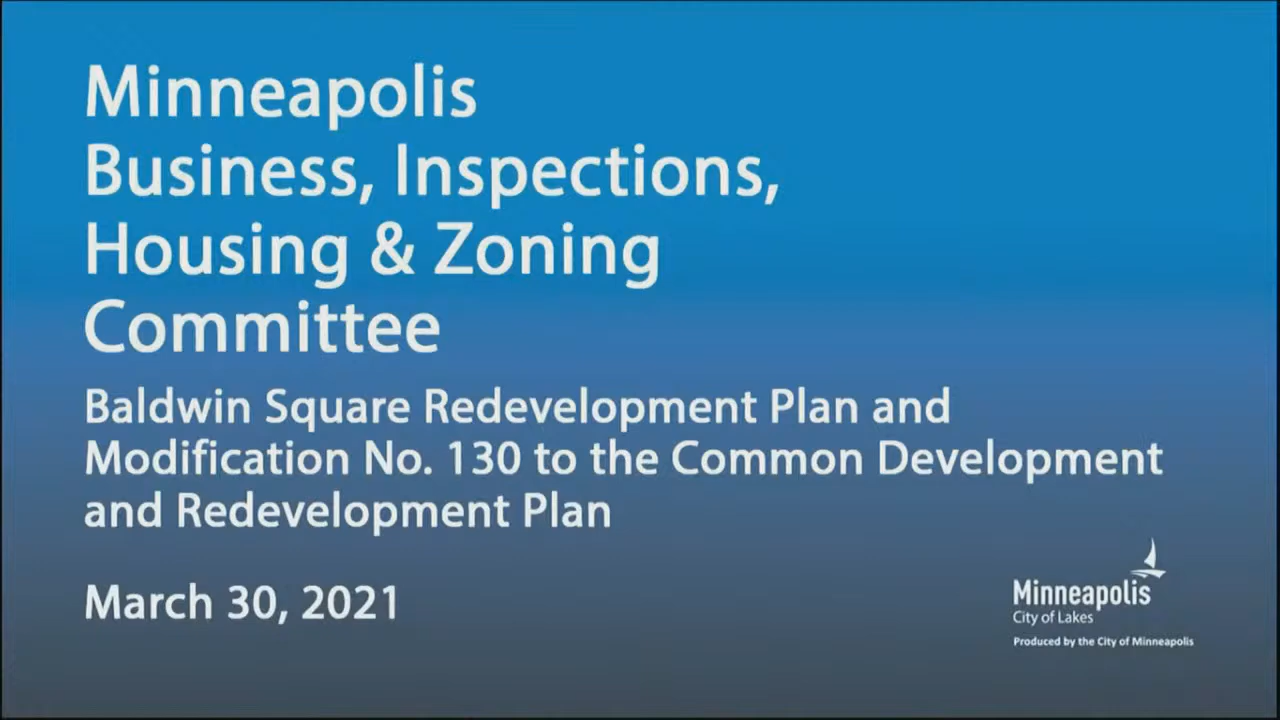 Minneapolis
Business, Inspections,
Housing & Zoning
Committee
Baldwin Square Redevelopment Plan and
Modification No. 130 to the Common Development
and Redevelopment Plan
March 30, 2021
Minneapolis
City of Lakes
Produced by the City of Minneapolis